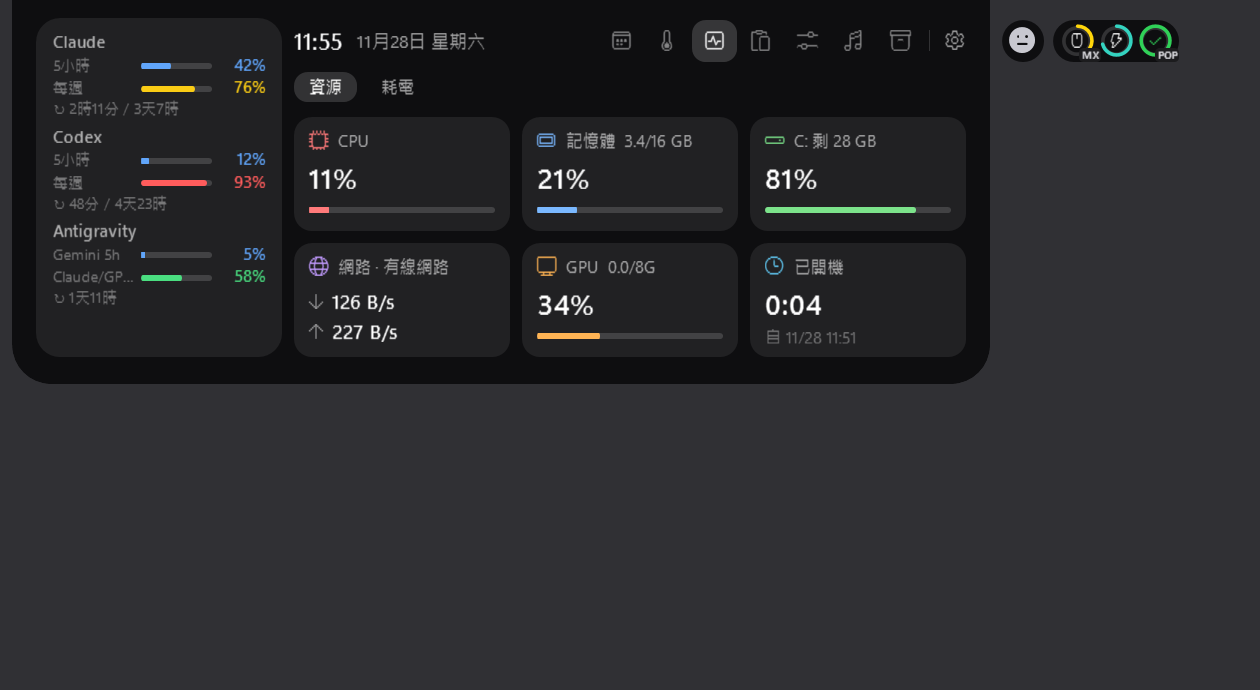 Claude
5小時 42%
每週 76%
↻ 2時11分 / 3天7時
Codex
5小時 12%
每週 93%
↻ 48分 / 4天23時
Antigravity
Gemini 5h 5%
Claude/GP... 58%
↻ 1天11時
11:55 11月28日 星期六
資源 耗電
CPU
11%
記憶體 3.4/16 GB
21%
C: 剩 28 GB
81%
網路 · 有線網路
↓ 126 B/s
↑ 227 B/s
GPU 0.0/8G
34%
已開機
0:04
自 11/28 11:51
MX
POP